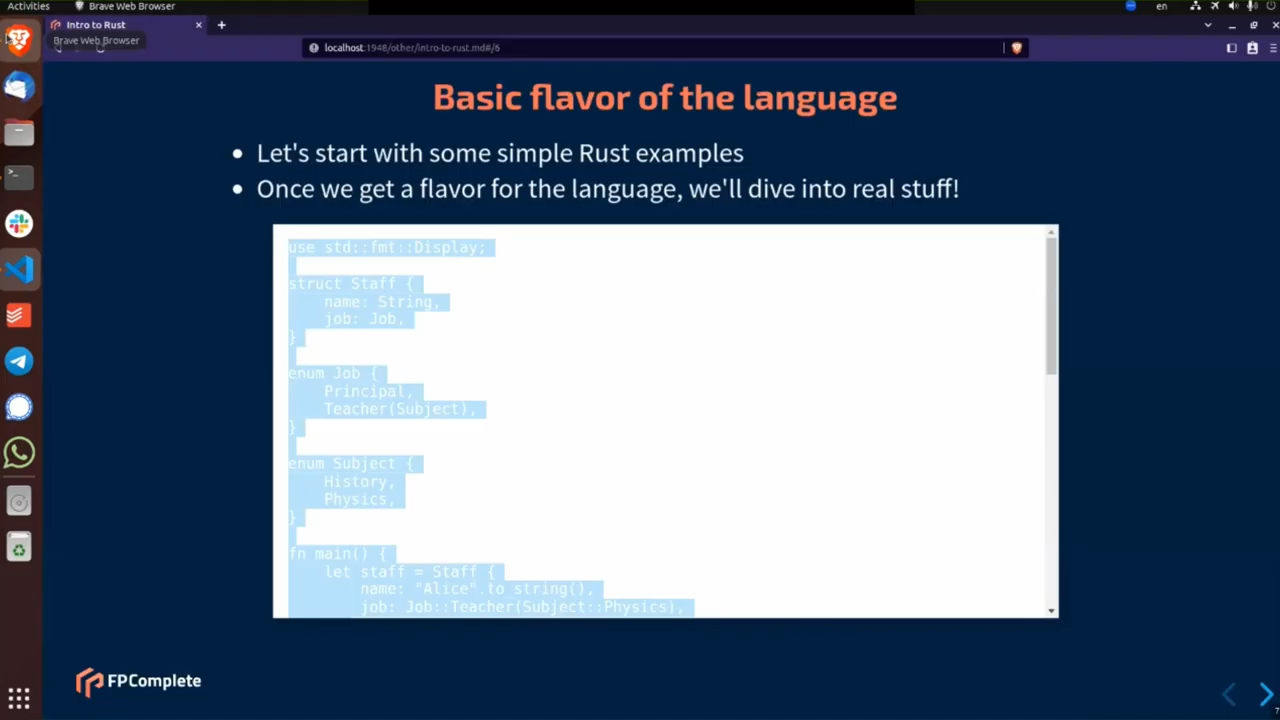 Activities
Brave Web Browser
en
Intro to Rust
Brave Web Browser
localhost:1948/other/intro-to-rust.md#/6
Basic flavor of the language
Let's start with some simple Rust examples
Once we get a flavor for the language, we'll dive into real stuff!
use std::fmt::Display;
struct Staff {
    name: String,
    job: Job,
}
enum Job {
    Principal,
    Teacher(Subject),
}
enum Subject {
    History,
    Physics,
}
fn main() {
    let staff = Staff {
        name: "Alice".to_string(),
        job: Job::Teacher(Subject::Physics),
FPComplete
7